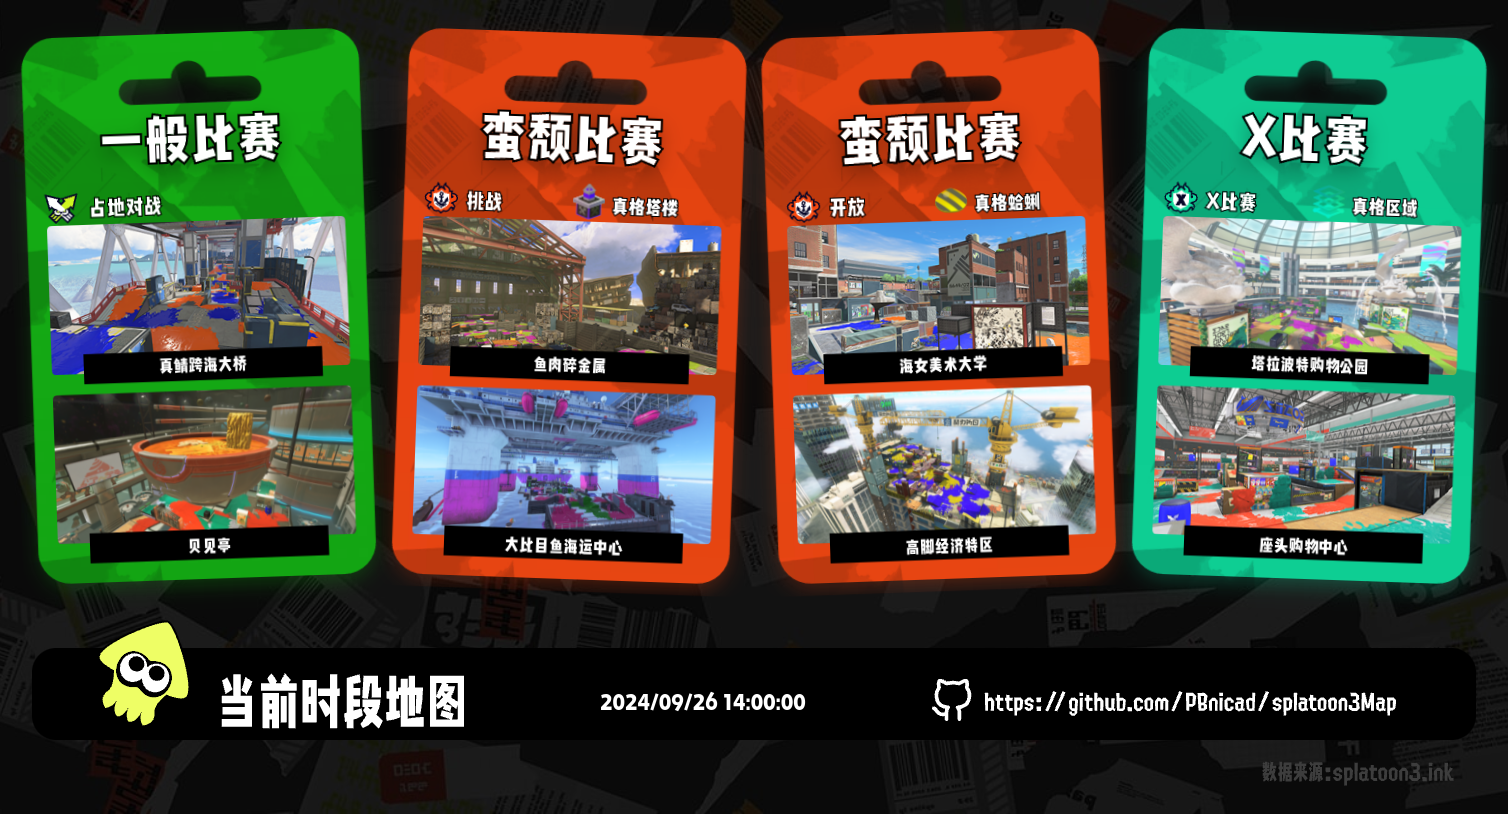 一般比赛
占地对战
真鲷跨海大桥
贝见亭
蛮颓比赛
挑战
真格塔楼
鱼肉碎金属
大比目鱼海运中心
蛮颓比赛
开放
真格蛤蜊
海女美术大学
高脚经济特区
X比赛
X比赛
真格区域
塔拉波特购物公园
座头购物中心
当前时段地图
2024/09/26 14:00:00
https://github.com/PBnicad/splatoon3Map
数据来源:splatoon3.ink